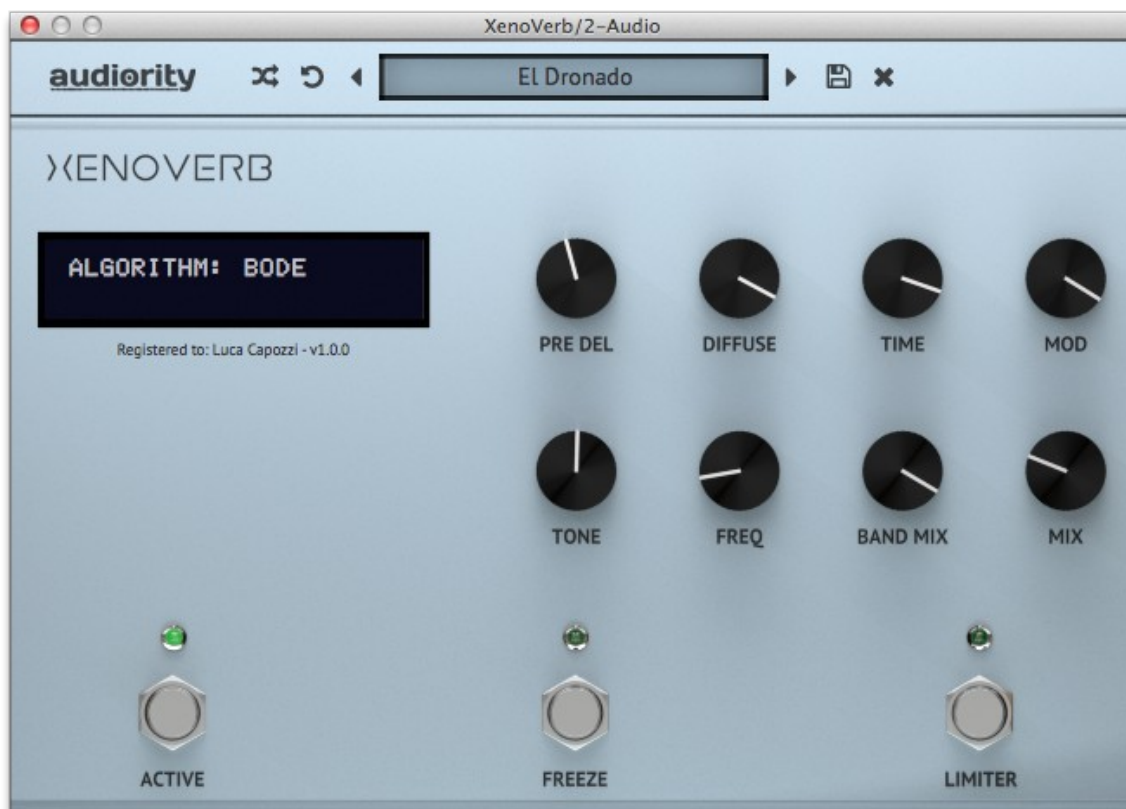 XenoVerb/2-Audio
audiority
El Dronado
XENOVERB
ALGORITHM: BODE
Registered to: Luca Capozzi - v1.0.0
PRE DEL DIFFUSE TIME MOD
TONE FREQ BAND MIX MIX
ACTIVE FREEZE LIMITER